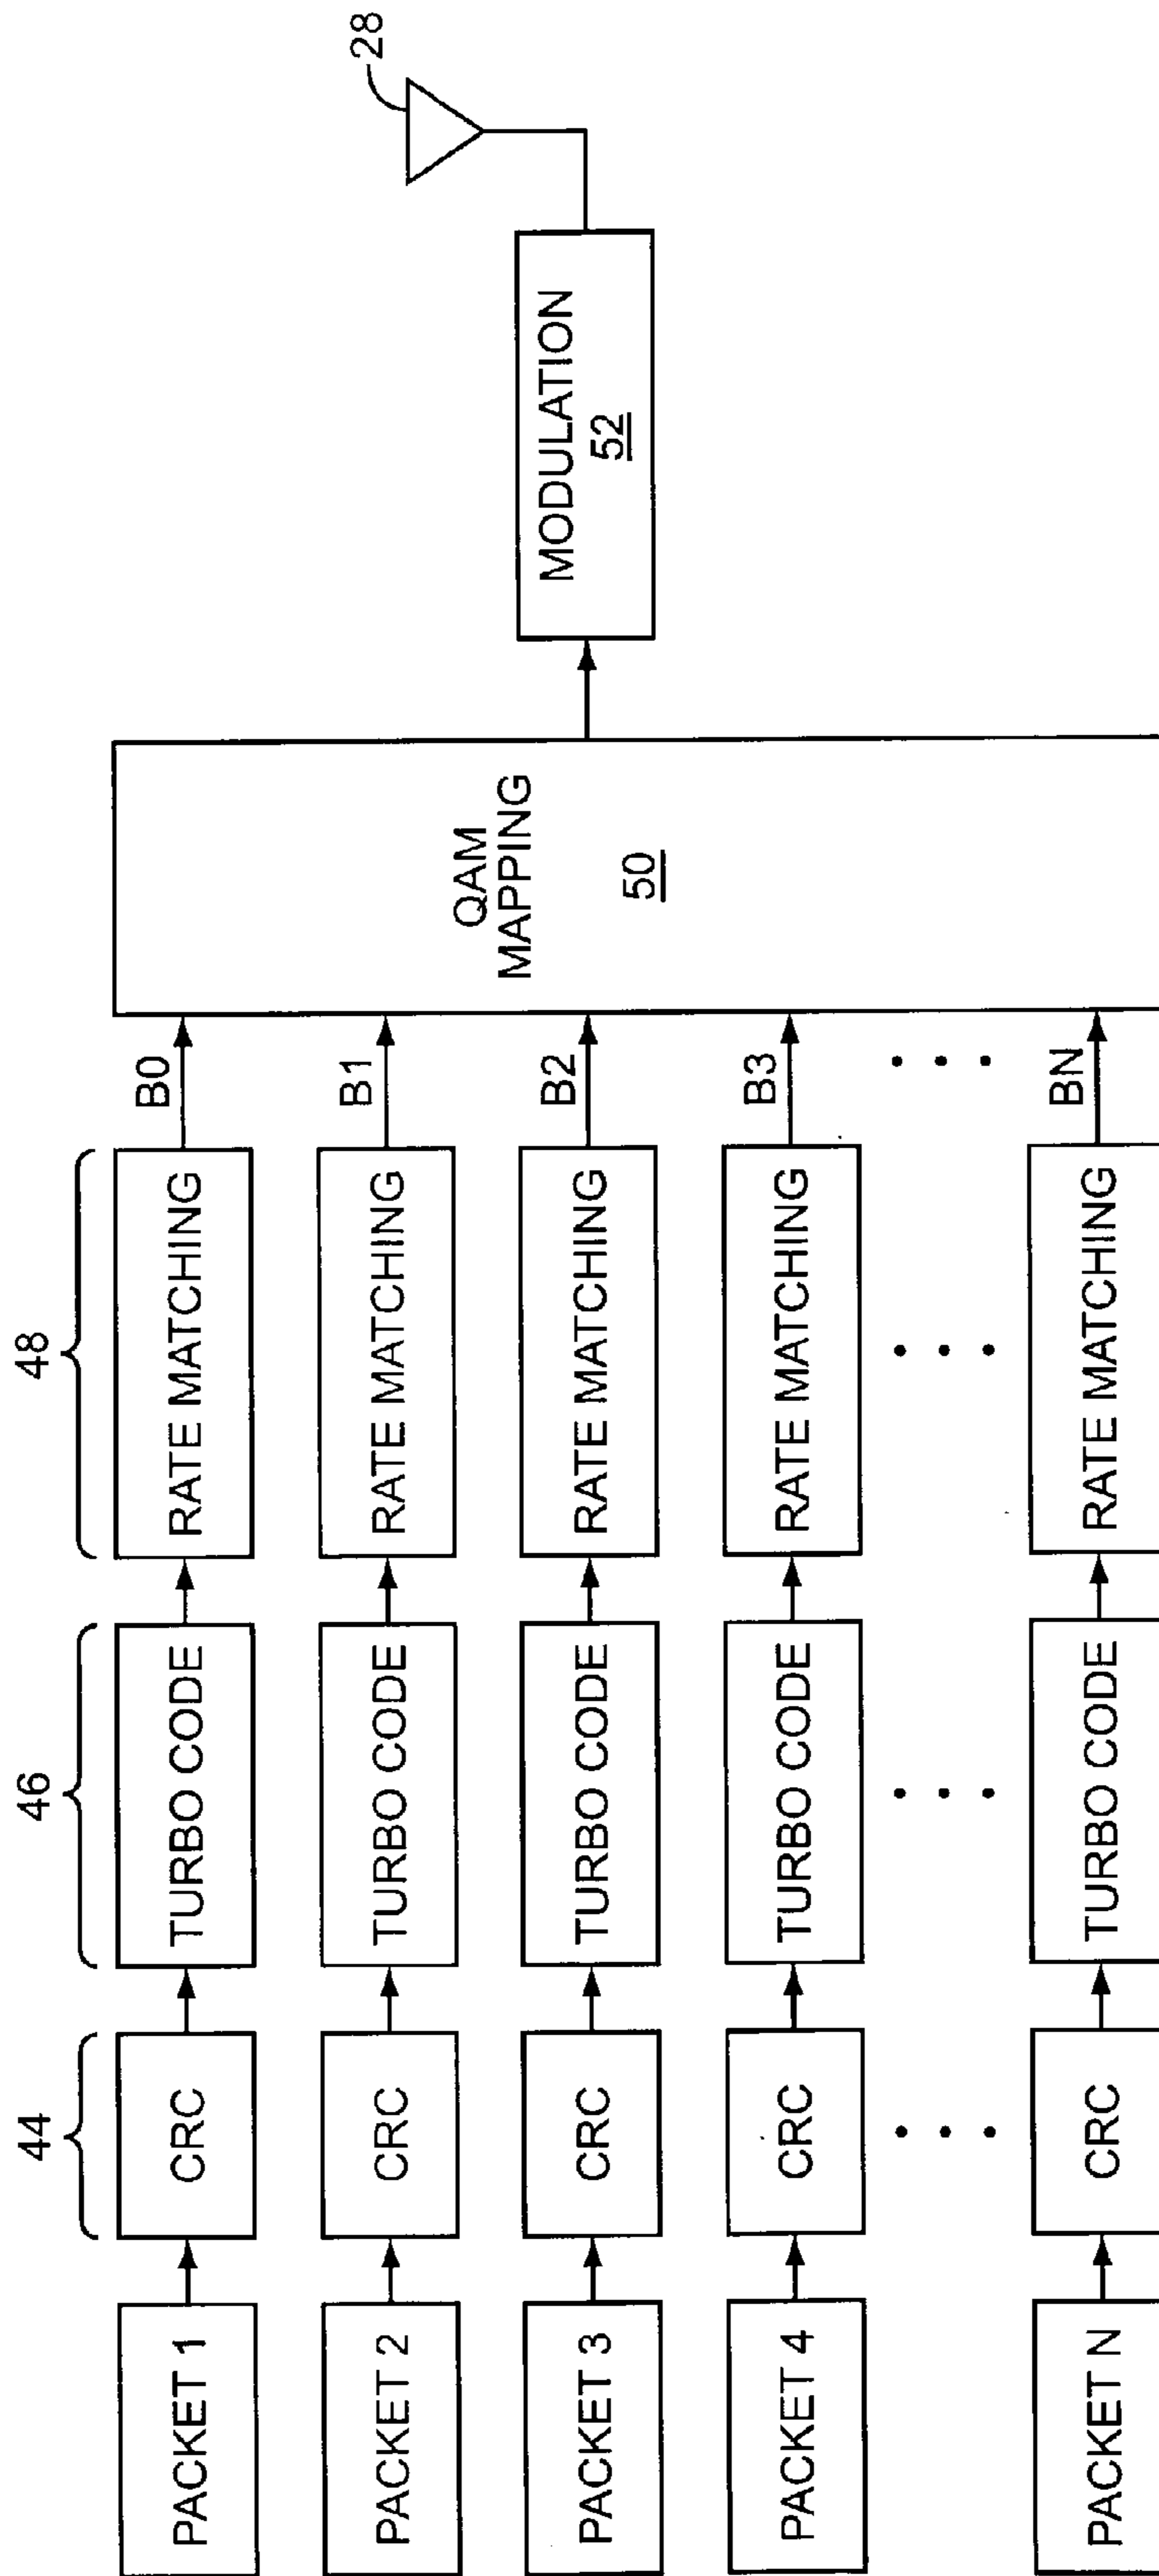 44
46
48
PACKET 1
CRC
TURBO CODE
RATE MATCHING
B0
PACKET 2
CRC
TURBO CODE
RATE MATCHING
B1
PACKET 3
CRC
TURBO CODE
RATE MATCHING
B2
PACKET 4
CRC
TURBO CODE
RATE MATCHING
B3
PACKET N
CRC
TURBO CODE
RATE MATCHING
BN
QAM
MAPPING
50
MODULATION
52
28